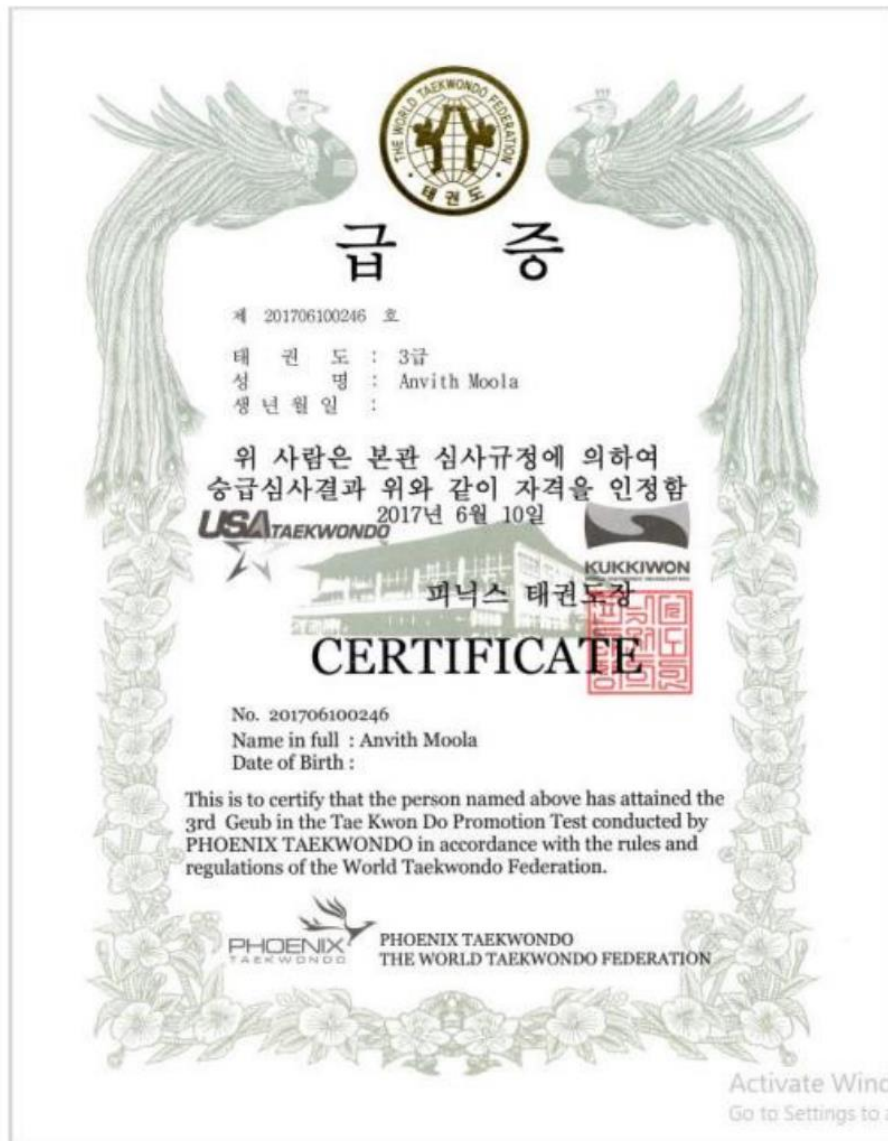 THE WORLD TAEKWONDO FEDERATION
태권도
급 증
제 201706100246 호
태 권 도 : 3급
성 명 : Anvith Moola
생년월일 :
위 사람은 본관 심사규정에 의하여
승급심사결과 위와 같이 자격을 인정함
2017년 6월 10일
USA TAEKWONDO
KUKKIWON
피닉스 태권도장
CERTIFICATE
No. 201706100246
Name in full : Anvith Moola
Date of Birth :
This is to certify that the person named above has attained the
3rd Geub in the Tae Kwon Do Promotion Test conducted by
PHOENIX TAEKWONDO in accordance with the rules and
regulations of the World Taekwondo Federation.
PHOENIX
TAEKWONDO
PHOENIX TAEKWONDO
THE WORLD TAEKWONDO FEDERATION
Activate Wind
Go to Settings to a